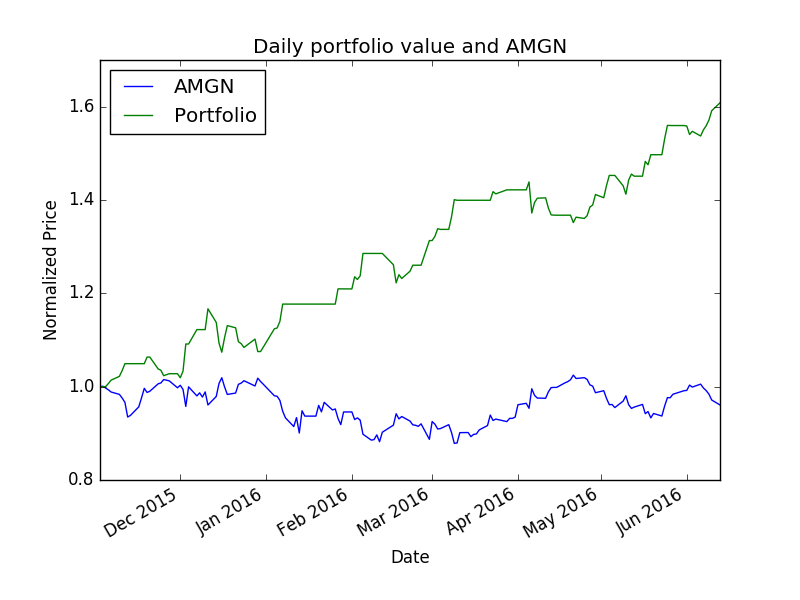 Daily portfolio value and AMGN
AMGN
Portfolio
Normalized Price
1.6
1.4
1.2
1.0
0.8
Dec 2015
Jan 2016
Feb 2016
Mar 2016
Apr 2016
May 2016
Jun 2016
Date